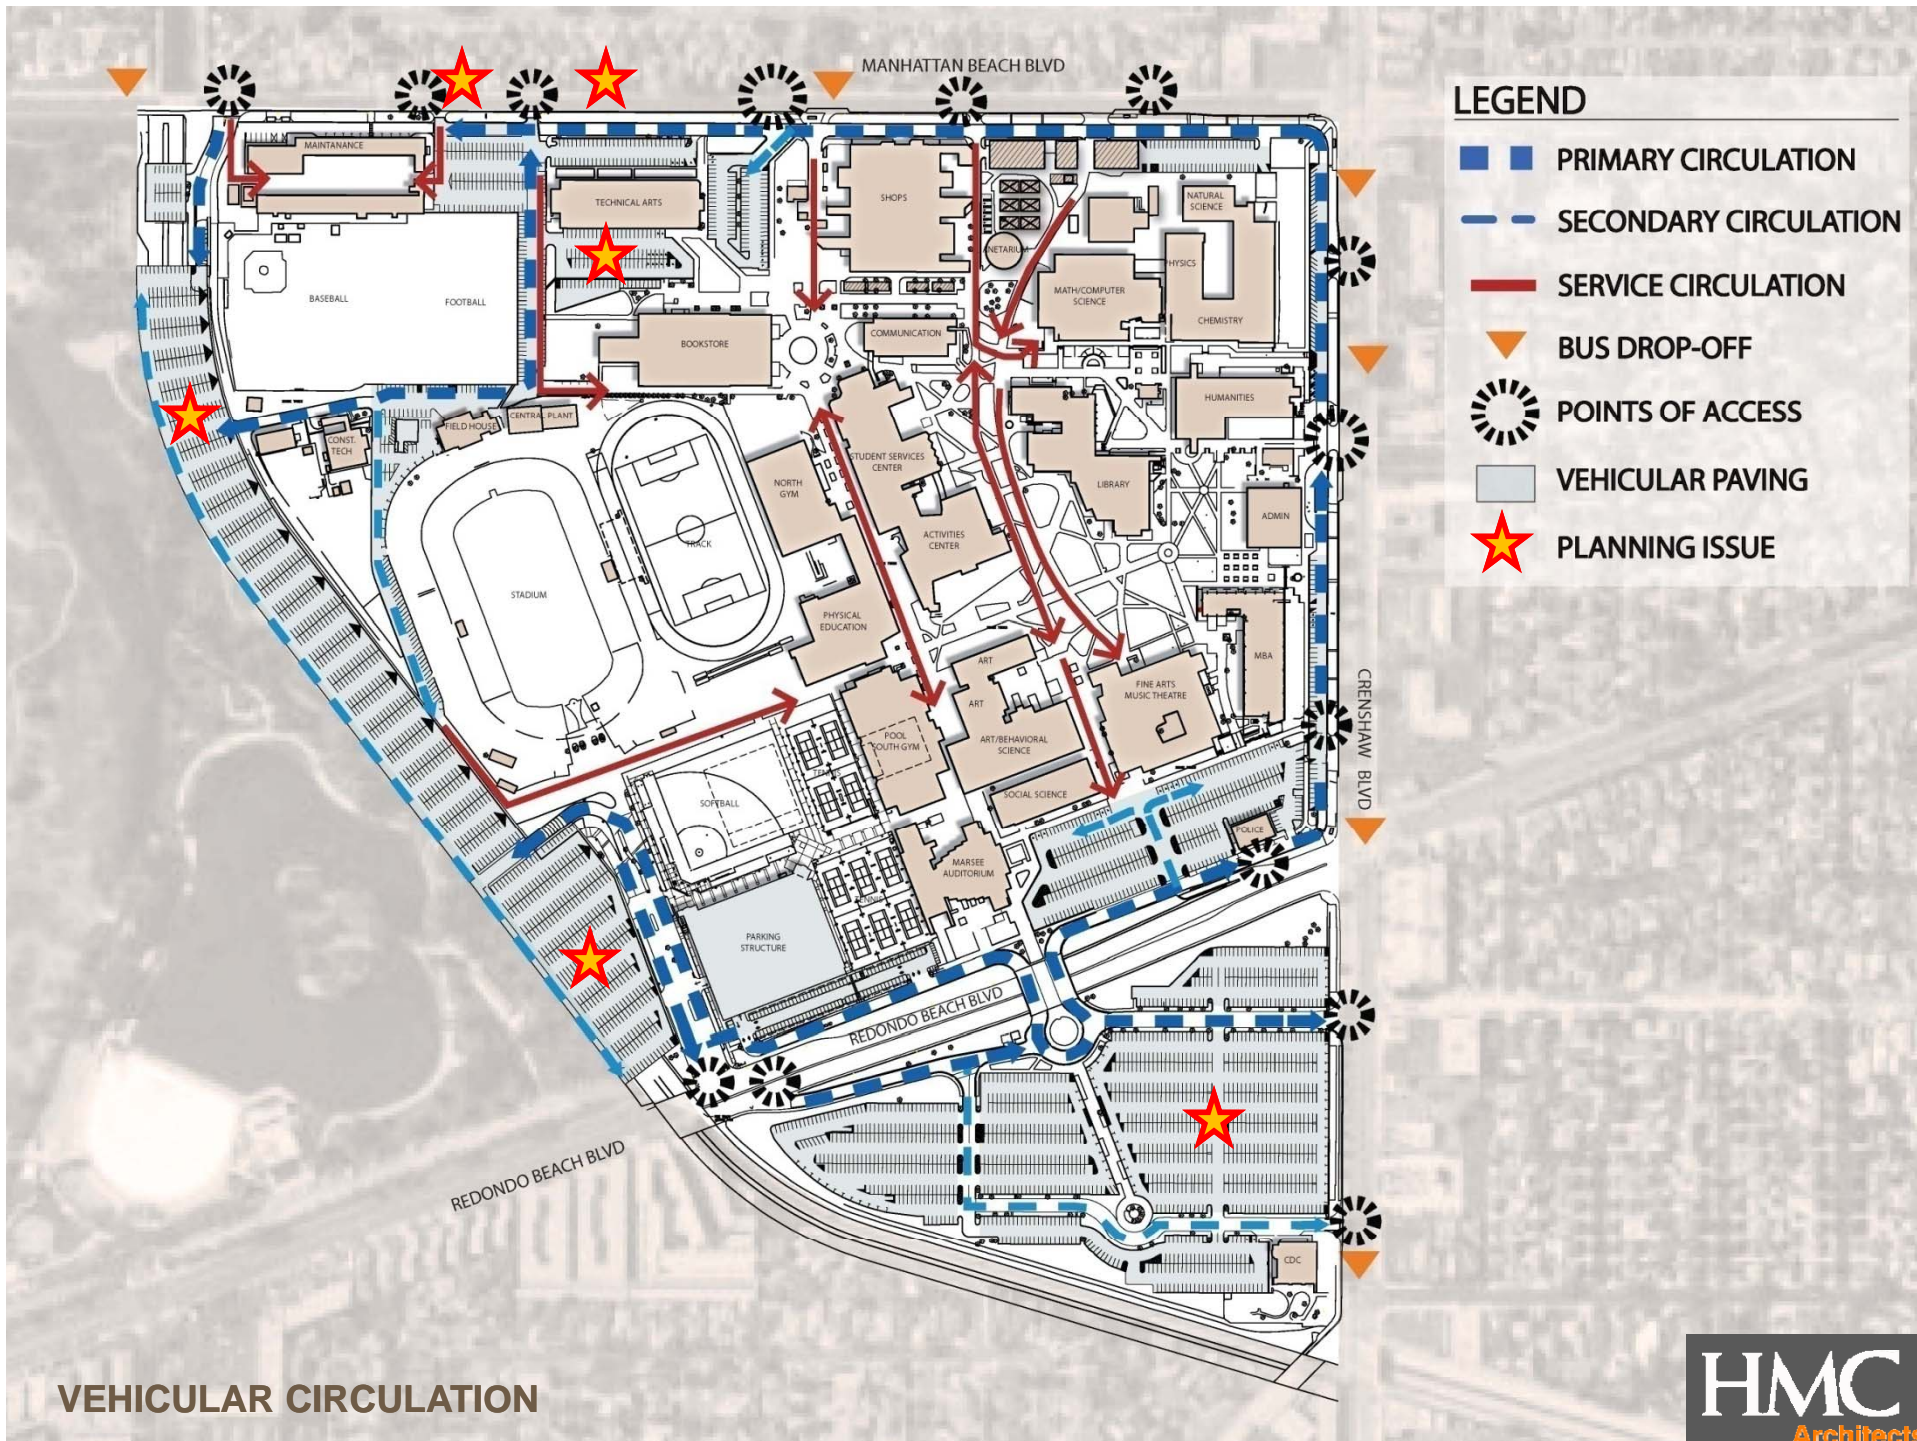 MANHATTAN BEACH BLVD
LEGEND
PRIMARY CIRCULATION
SECONDARY CIRCULATION
SERVICE CIRCULATION
BUS DROP-OFF
POINTS OF ACCESS
VEHICULAR PAVING
PLANNING ISSUE
MAINTANANCE
TECHNICAL ARTS
SHOPS
NATURAL
SCIENCE
NETARIUM
PHYSICS
MATH/COMPUTER
SCIENCE
CHEMISTRY
BASEBALL
FOOTBALL
BOOKSTORE
COMMUNICATION
HUMANITIES
CENTRAL PLANT
FIELD HOUSE
CONST.
TECH
STUDENT SERVICES
CENTER
NORTH
GYM
LIBRARY
ADMIN
ACTIVITIES
CENTER
TRACK
STADIUM
PHYSICAL
EDUCATION
MBA
ART
FINE ARTS
MUSIC THEATRE
ART
ART/BEHAVIORAL
SCIENCE
POOL
SOUTH GYM
CRENSHAW BLVD
TENNIS
SOCIAL SCIENCE
SOFTBALL
POLICE
MARSEE
AUDITORIUM
TENNIS
PARKING
STRUCTURE
REDONDO BEACH BLVD
REDONDO BEACH BLVD
CDC
VEHICULAR CIRCULATION
HMC
Architects